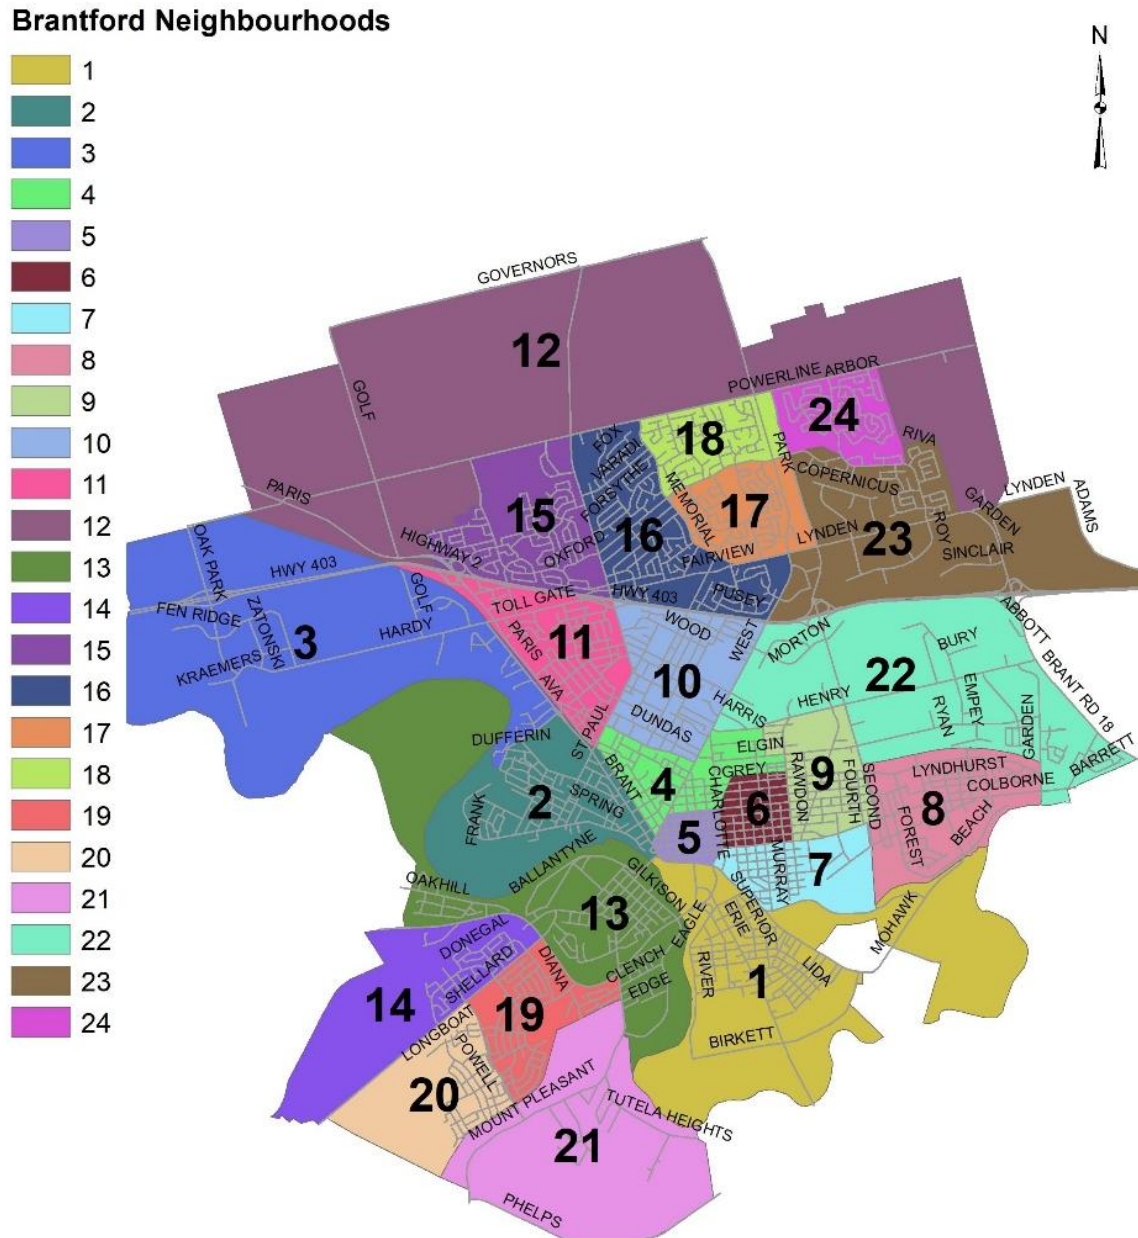 Brantford Neighbourhoods
N
1
2
3
4
5
6
7
8
9
10
11
12
13
14
15
16
17
18
19
20
21
22
23
24
GOVERNORS
12
GOLF
POWERLINE
ARBOR
24
18
FOX
VARADI
FORSYTHE
PARK
RIVA
COPERNICUS
MEMORIAL
17
PARIS
15
16
OXFORD
FAIRVIEW
LYNDEN
23
ROY
GARDEN
LYNDEN
ADAMS
SINCLAIR
OAK PARK
HWY 403
HIGHWAY 2
HWY 403
PUSEY
FEN RIDGE
ZATONSKI
GOLF
TOLL GATE
WOOD
WEST
ABBOTT
3
HARDY
PARIS
11
MORTON
BURY
BRANT RD 18
KRAEMERS
AVA
10
HARRIS
HENRY
22
EMPEY
RYAN
GARDEN
DUFFERIN
ST PAUL
DUNDAS
ELGIN
BARRETT
BRANT
4
GREY
RAWDON
9
FOURTH
SECOND
LYNDHURST
COLBORNE
2
SPRING
FRANK
CHARLOTTE
6
8
FOREST
BEACH
5
BALLANTYNE
MURRAY
7
OAKHILL
GILKISON
SUPERIOR
13
EAGLE
ERIE
MOHAWK
DONEGAL
DIANA
CLENCH
RIVER
LIDA
SHELLARD
EDGE
1
14
19
LONGBOAT
BIRKETT
POWELL
20
MOUNT PLEASANT
TUTELA HEIGHTS
21
PHELPS